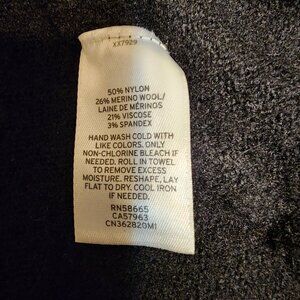 XX7929
50% NYLON
26% MERINO WOOL/
LAINE DE MÉRINOS
21% VISCOSE
3% SPANDEX
HAND WASH COLD WITH
LIKE COLORS. ONLY
NON-CHLORINE BLEACH IF
NEEDED. ROLL IN TOWEL
TO REMOVE EXCESS
MOISTURE. RESHAPE, LAY
FLAT TO DRY. COOL IRON
IF NEEDED.
RN58665
CA57963
CN362820M1